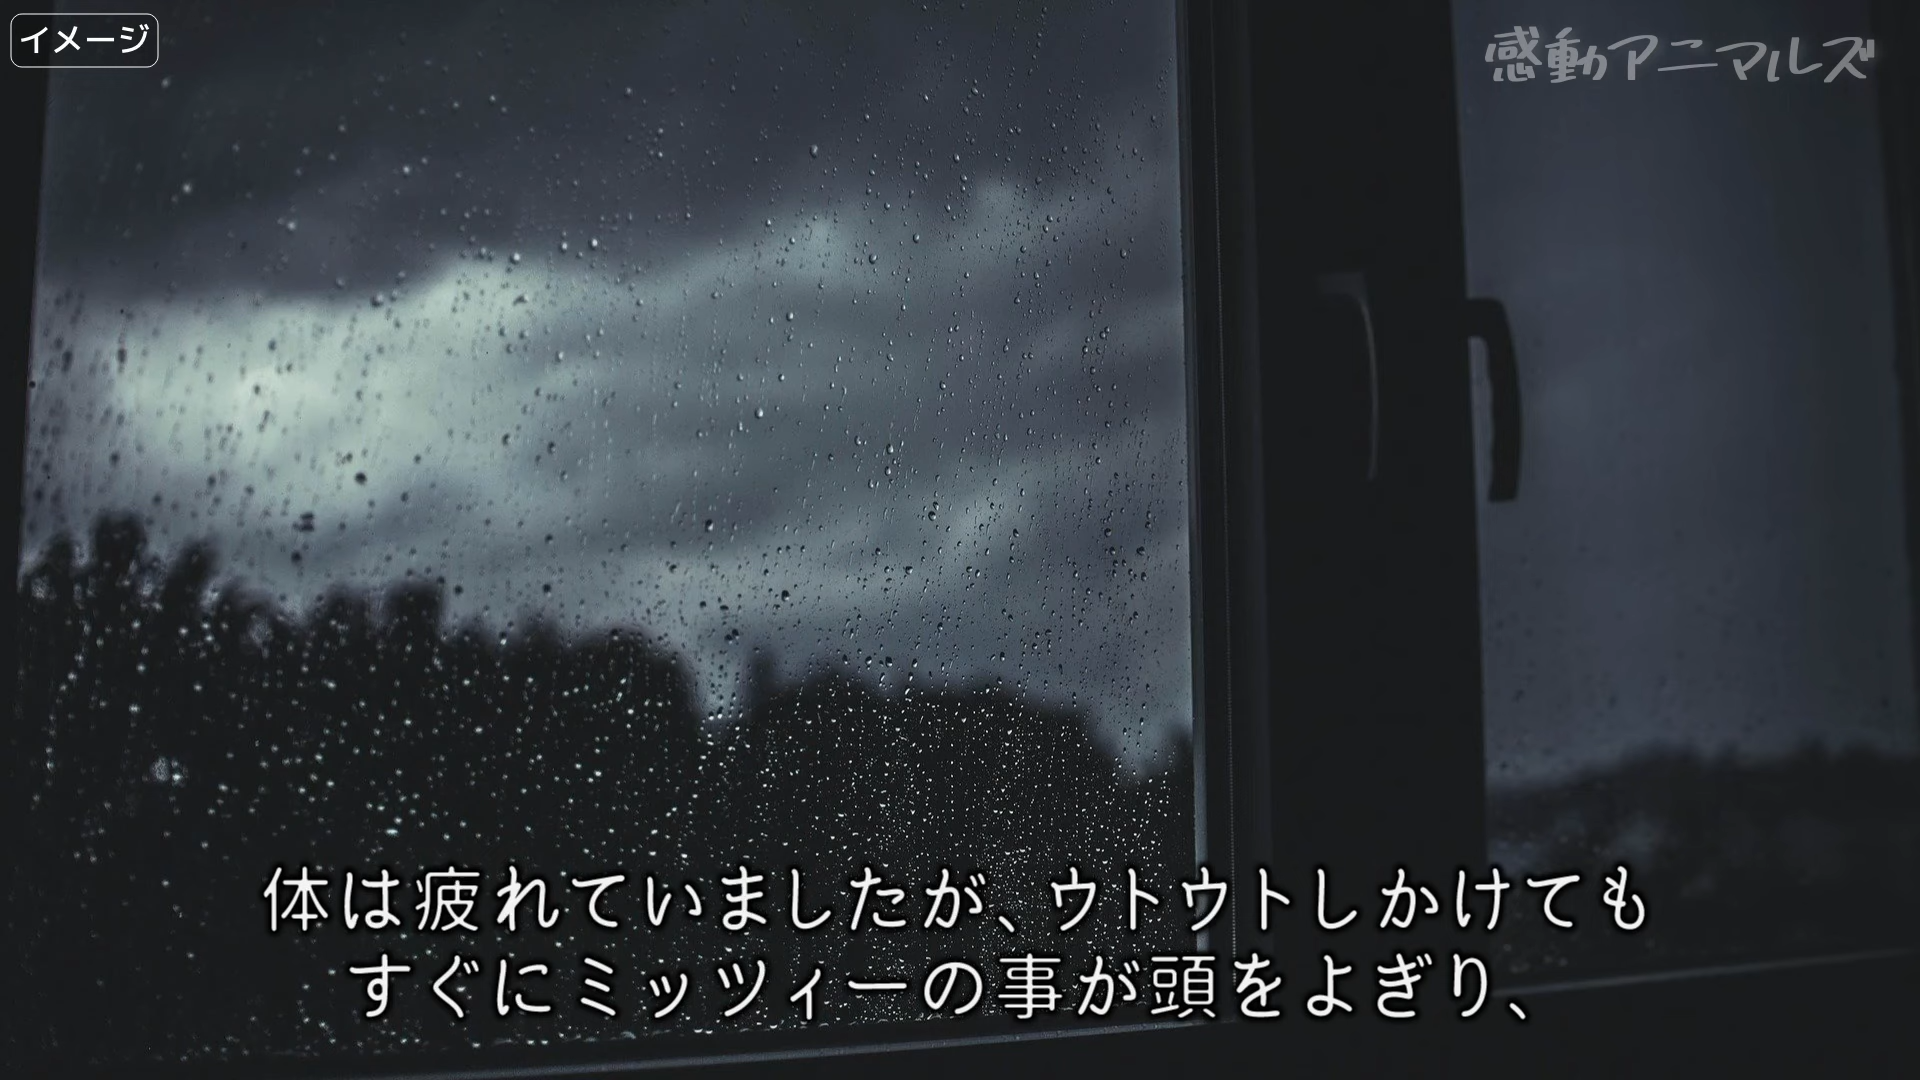 イメージ
感動アニマルズ
体は疲れていましたが、ウトウトしかけても
すぐにミッツィーの事が頭をよぎり、